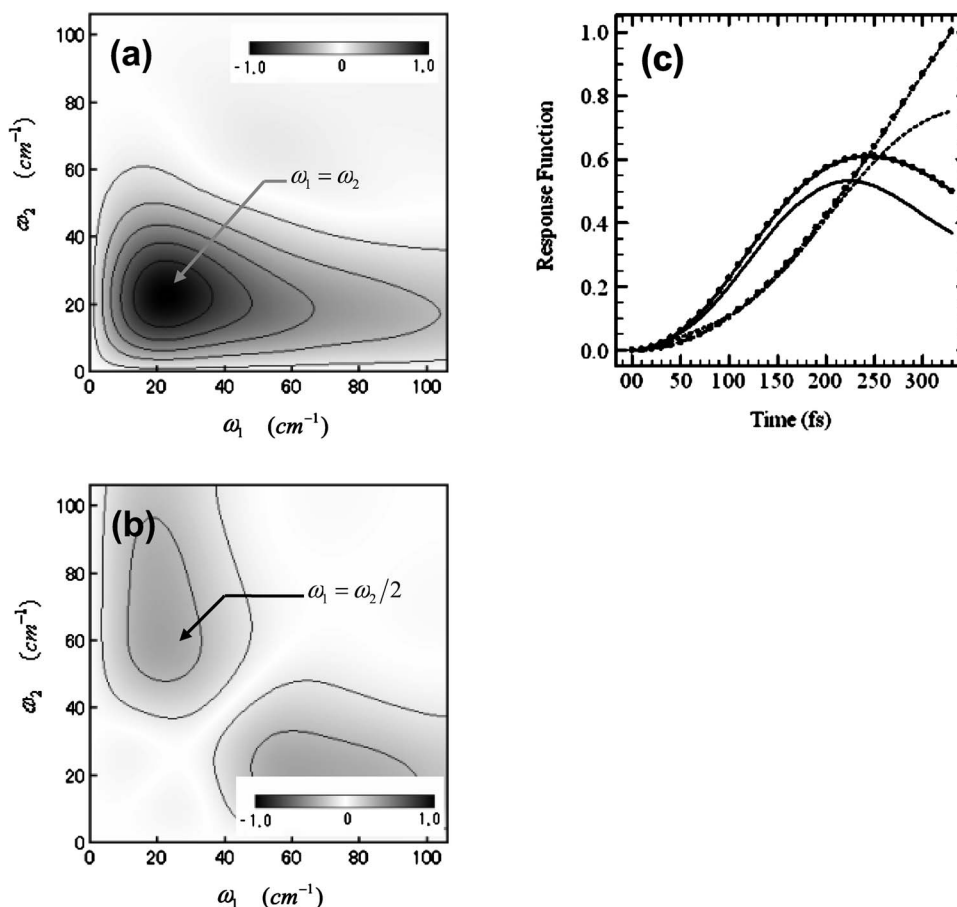 (a)
-1.0 0 1.0
100
80
60
40
20
0
ω₂ (cm⁻¹)
ω₁ = ω₂
0 20 40 60 80 100
ω₁ (cm⁻¹)
(c)
1.0
0.8
0.6
0.4
0.2
0.0
Response Function
00 50 100 150 200 250 300
Time (fs)
(b)
100
80
60
40
20
0
ω₂ (cm⁻¹)
ω₁ = ω₂/2
-1.0 0 1.0
0 20 40 60 80 100
ω₁ (cm⁻¹)